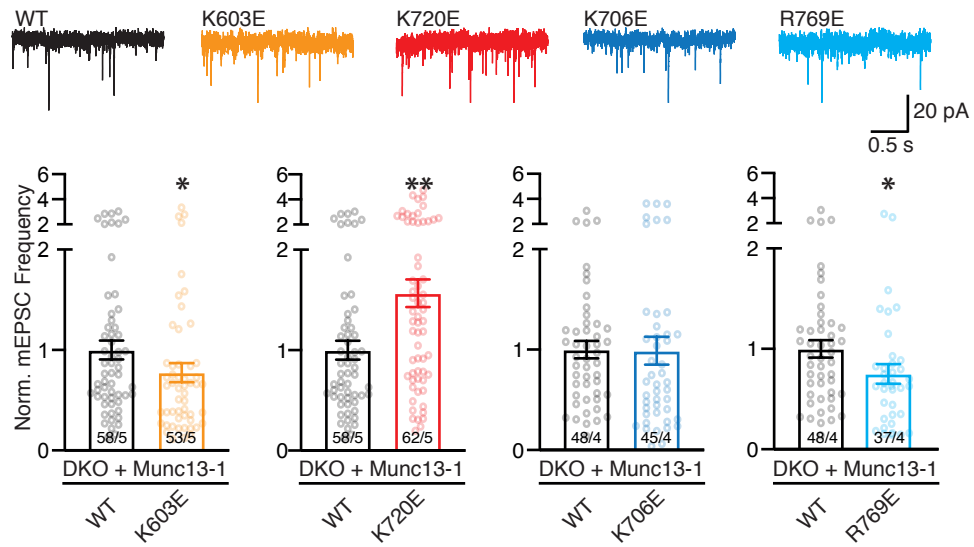 WT K603E K720E K706E R769E
20 pA
0.5 s
Norm. mEPSC Frequency
6 6 6 6
* ** *
4 4 4 4
2 2 2 2
2 2 2 2
1 1 1 1
58/5 53/5 58/5 62/5 48/4 45/4 48/4 37/4
0 0 0 0
DKO + Munc13-1 DKO + Munc13-1 DKO + Munc13-1 DKO + Munc13-1
WT K603E WT K720E WT K706E WT R769E